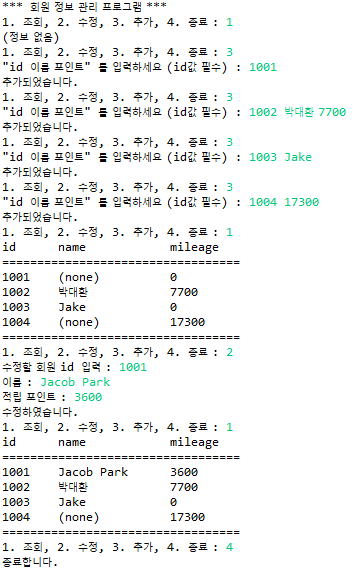 *** 회원 정보 관리 프로그램 ***
1. 조회, 2. 수정, 3. 추가, 4. 종료 : 1
(정보 없음)
1. 조회, 2. 수정, 3. 추가, 4. 종료 : 3
"id 이름 포인트" 를 입력하세요 (id값 필수) : 1001
추가되었습니다.
1. 조회, 2. 수정, 3. 추가, 4. 종료 : 3
"id 이름 포인트" 를 입력하세요 (id값 필수) : 1002 박대환 7700
추가되었습니다.
1. 조회, 2. 수정, 3. 추가, 4. 종료 : 3
"id 이름 포인트" 를 입력하세요 (id값 필수) : 1003 Jake
추가되었습니다.
1. 조회, 2. 수정, 3. 추가, 4. 종료 : 3
"id 이름 포인트" 를 입력하세요 (id값 필수) : 1004 17300
추가되었습니다.
1. 조회, 2. 수정, 3. 추가, 4. 종료 : 1
id name mileage
==================================
1001 (none) 0
1002 박대환 7700
1003 Jake 0
1004 (none) 17300
==================================
1. 조회, 2. 수정, 3. 추가, 4. 종료 : 2
수정할 회원 id 입력 : 1001
이름 : Jacob Park
적립 포인트 : 3600
수정하였습니다.
1. 조회, 2. 수정, 3. 추가, 4. 종료 : 1
id name mileage
==================================
1001 Jacob Park 3600
1002 박대환 7700
1003 Jake 0
1004 (none) 17300
==================================
1. 조회, 2. 수정, 3. 추가, 4. 종료 : 4
종료합니다.